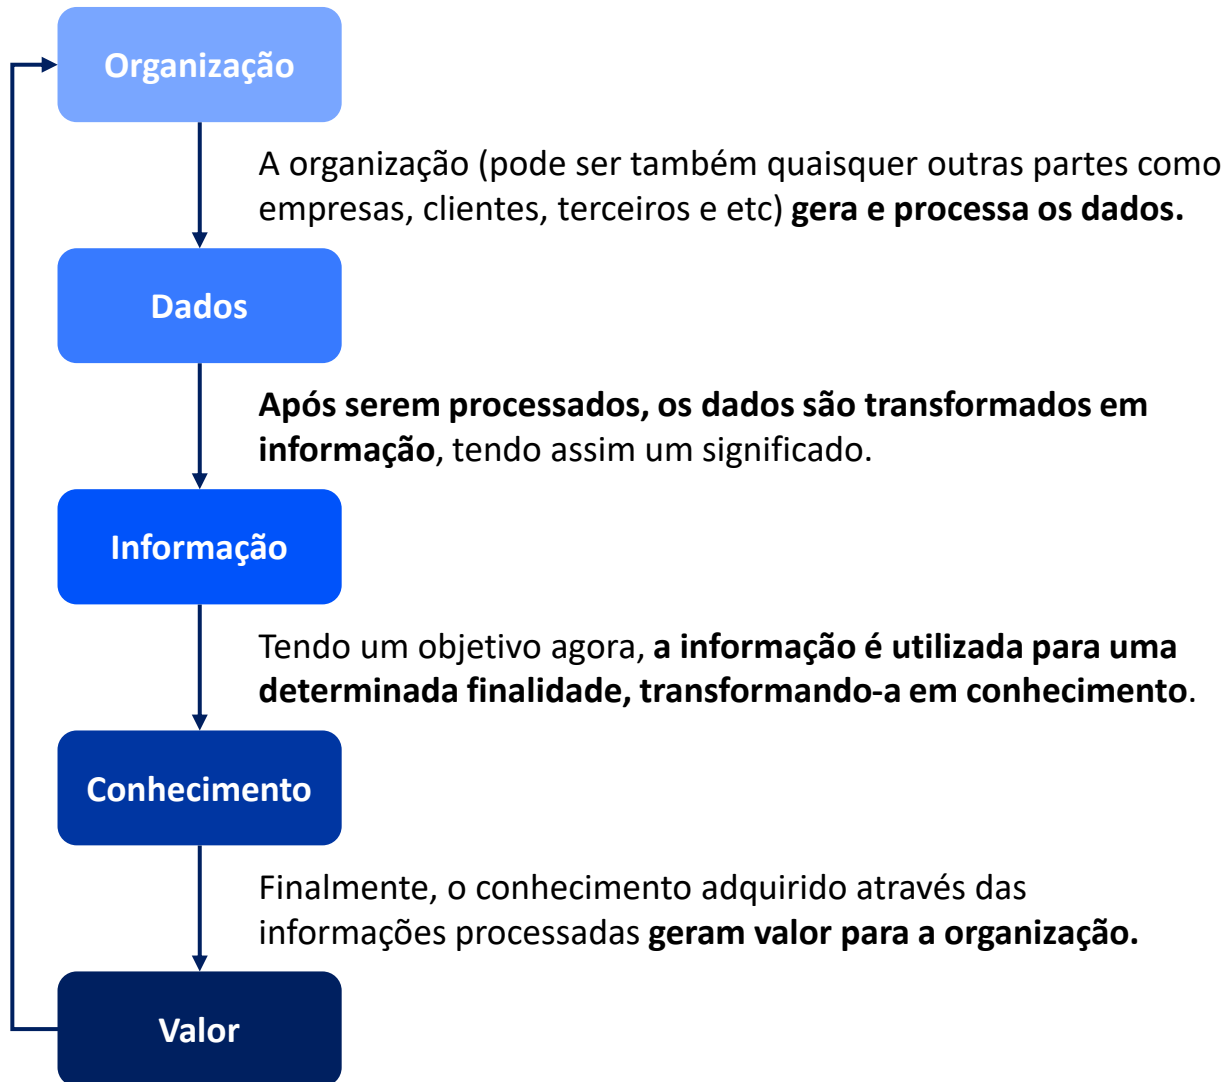 Organização
A organização (pode ser também quaisquer outras partes como
empresas, clientes, terceiros e etc) gera e processa os dados.
Dados
Após serem processados, os dados são transformados em
informação, tendo assim um significado.
Informação
Tendo um objetivo agora, a informação é utilizada para uma
determinada finalidade, transformando-a em conhecimento.
Conhecimento
Finalmente, o conhecimento adquirido através das
informações processadas geram valor para a organização.
Valor